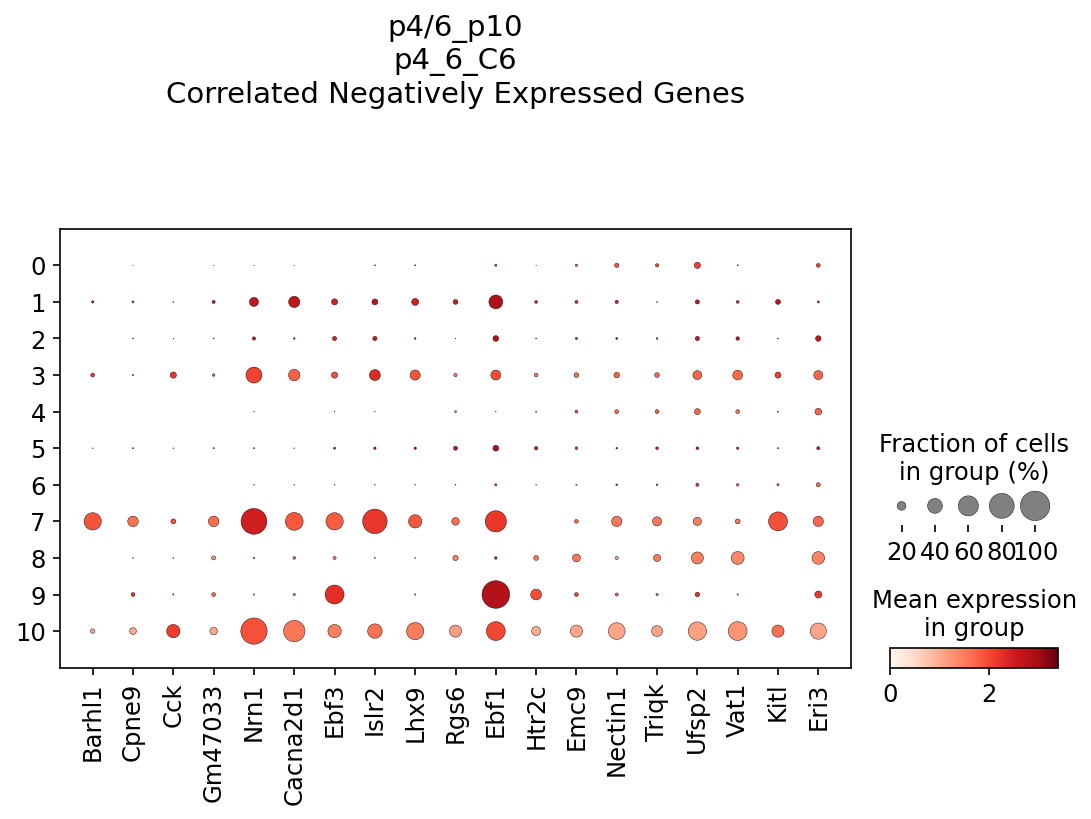 p4/6_p10
p4_6_C6
Correlated Negatively Expressed Genes
0
1
2
3
4
5
6
7
8
9
10
Barhl1
Cpne9
Cck
Gm47033
Nrn1
Cacna2d1
Ebf3
Islr2
Lhx9
Rgs6
Ebf1
Htr2c
Emc9
Nectin1
Triqk
Ufsp2
Vat1
Kitl
Eri3
Fraction of cells
in group (%)
20 40 60 80 100
Mean expression
in group
0 2